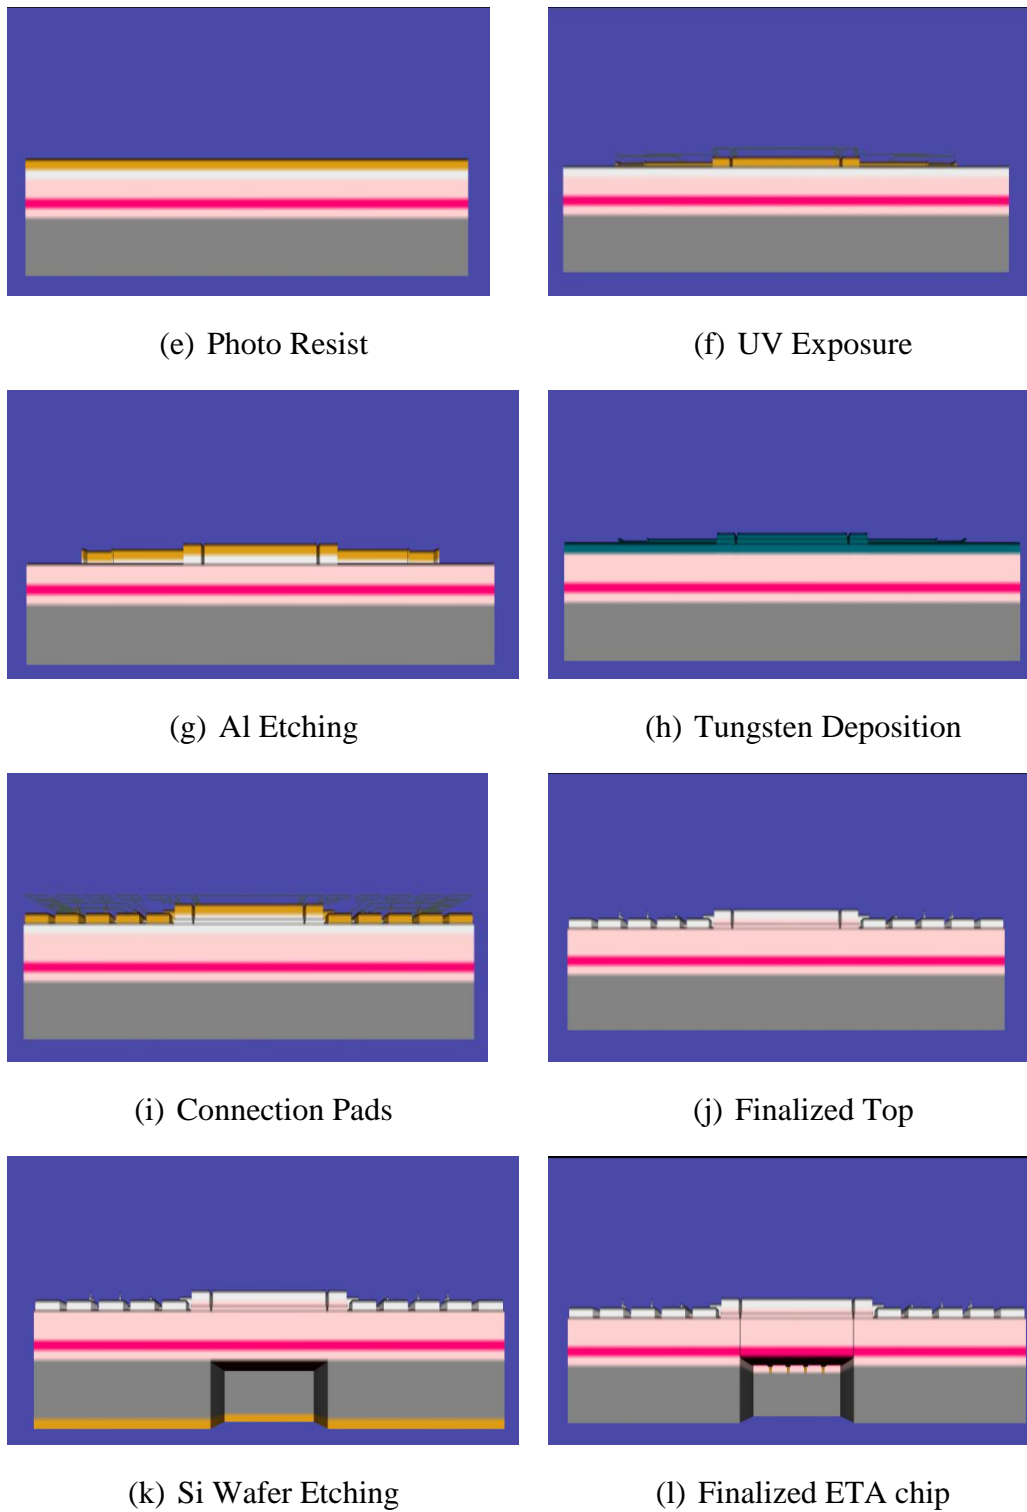 (e) Photo Resist
(f) UV Exposure
(g) Al Etching
(h) Tungsten Deposition
(i) Connection Pads
(j) Finalized Top
(k) Si Wafer Etching
(l) Finalized ETA chip